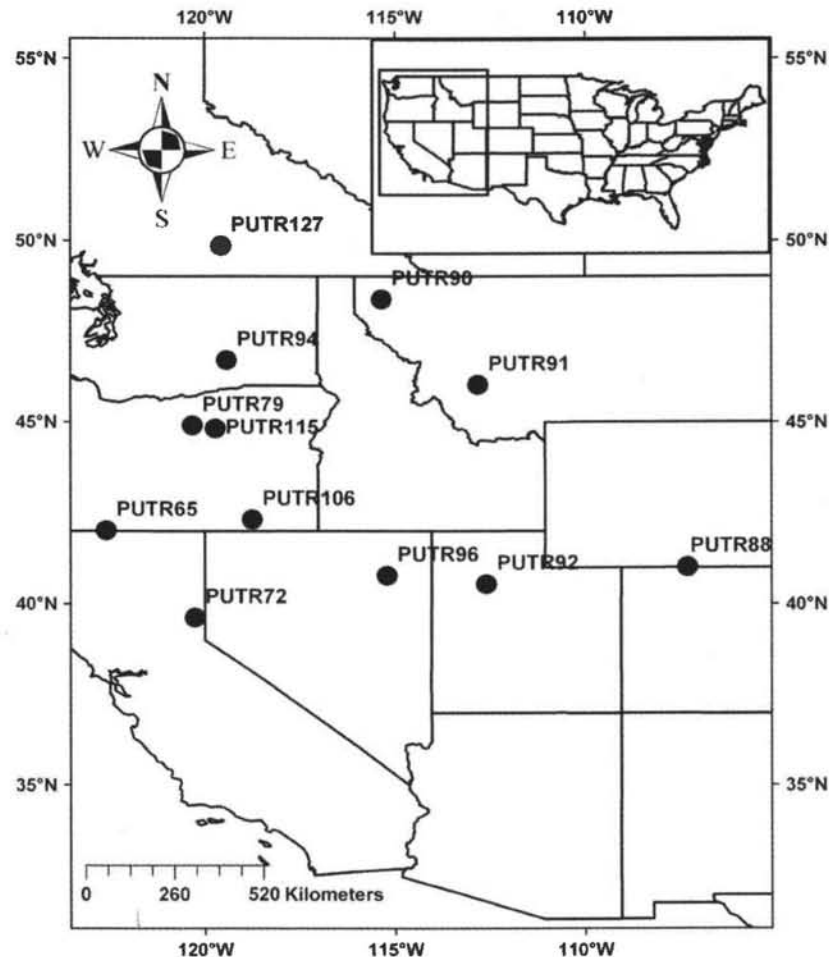 120°W 115°W 110°W
55°N 55°N
N
W E
S
PUTR127
50°N 50°N
PUTR90
PUTR94
PUTR91
45°N 45°N
PUTR79
PUTR115
PUTR106
PUTR65
PUTR96
PUTR92
PUTR88
40°N 40°N
PUTR72
35°N 35°N
0 260 520 Kilometers
120°W 115°W 110°W